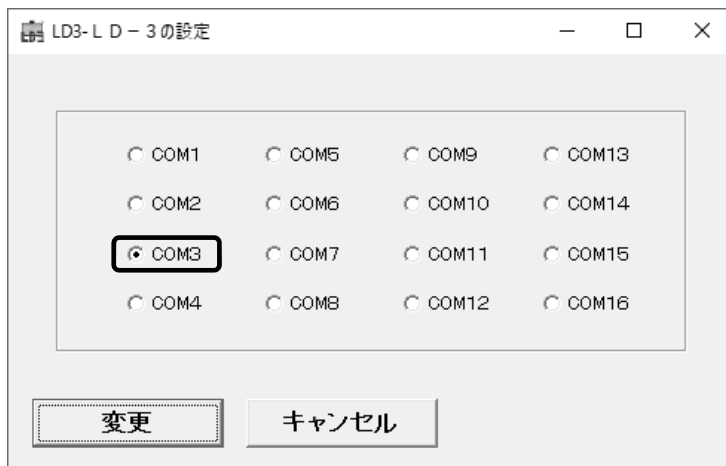 LD3-ＬＤ－３の設定
COM1 COM5 COM9 COM13
COM2 COM6 COM10 COM14
COM3 COM7 COM11 COM15
COM4 COM8 COM12 COM16
変更 キャンセル